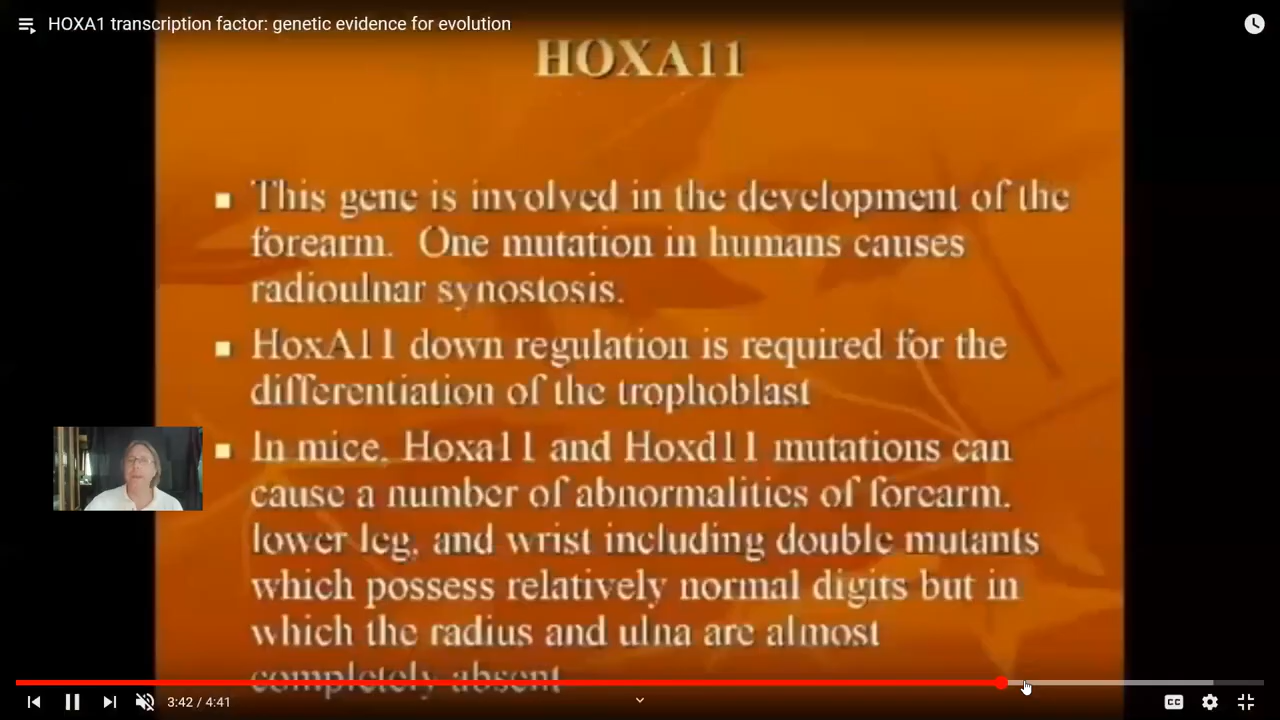 HOXA1 transcription factor: genetic evidence for evolution
HOXA11
This gene is involved in the development of the
forearm. One mutation in humans causes
radioulnar synostosis.
HoxA11 down regulation is required for the
differentiation of the trophoblast
In mice, Hoxa11 and Hoxd11 mutations can
cause a number of abnormalities of forearm,
lower leg, and wrist including double mutants
which possess relatively normal digits but in
which the radius and ulna are almost
completely absent
3:42 / 4:41
CC